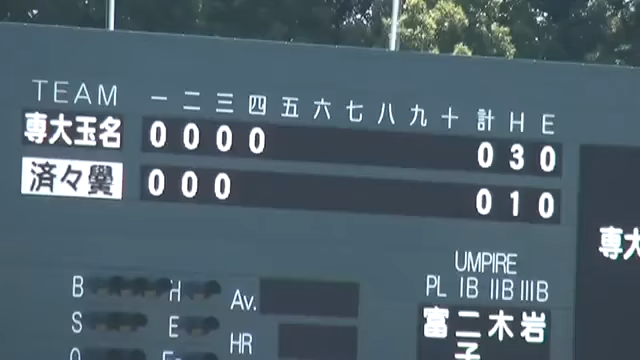 TEAM 一 二 三 四 五 六 七 八 九 十 計 H E
専大玉名 0 0 0 0 0 3 0
済々黌 0 0 0 0 1 0
専大
UMPIRE
B H Av. PL IB IIB IIIB
S E HR 富 二 木 岩
子